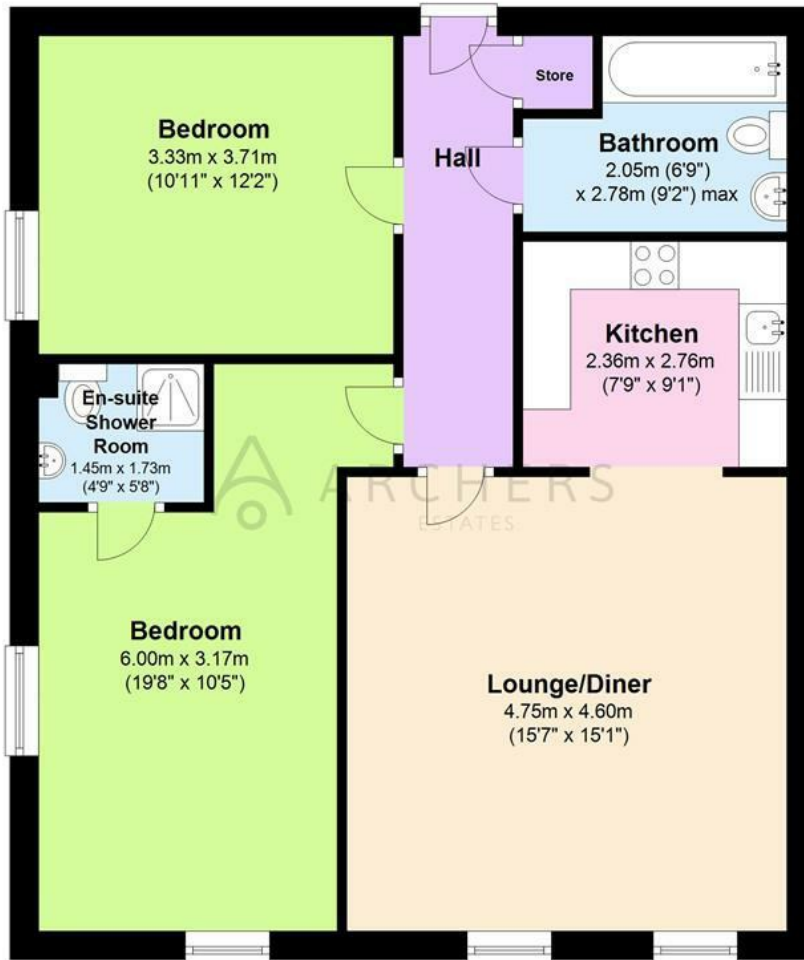 Bedroom
3.33m x 3.71m
(10'11" x 12'2")
Hall
Store
Bathroom
2.05m (6'9")
x 2.78m (9'2") max
Kitchen
2.36m x 2.76m
(7'9" x 9'1")
En-suite
Shower
Room
1.45m x 1.73m
(4'9" x 5'8")
ARCHERS
ESTATES
Bedroom
6.00m x 3.17m
(19'8" x 10'5")
Lounge/Diner
4.75m x 4.60m
(15'7" x 15'1")